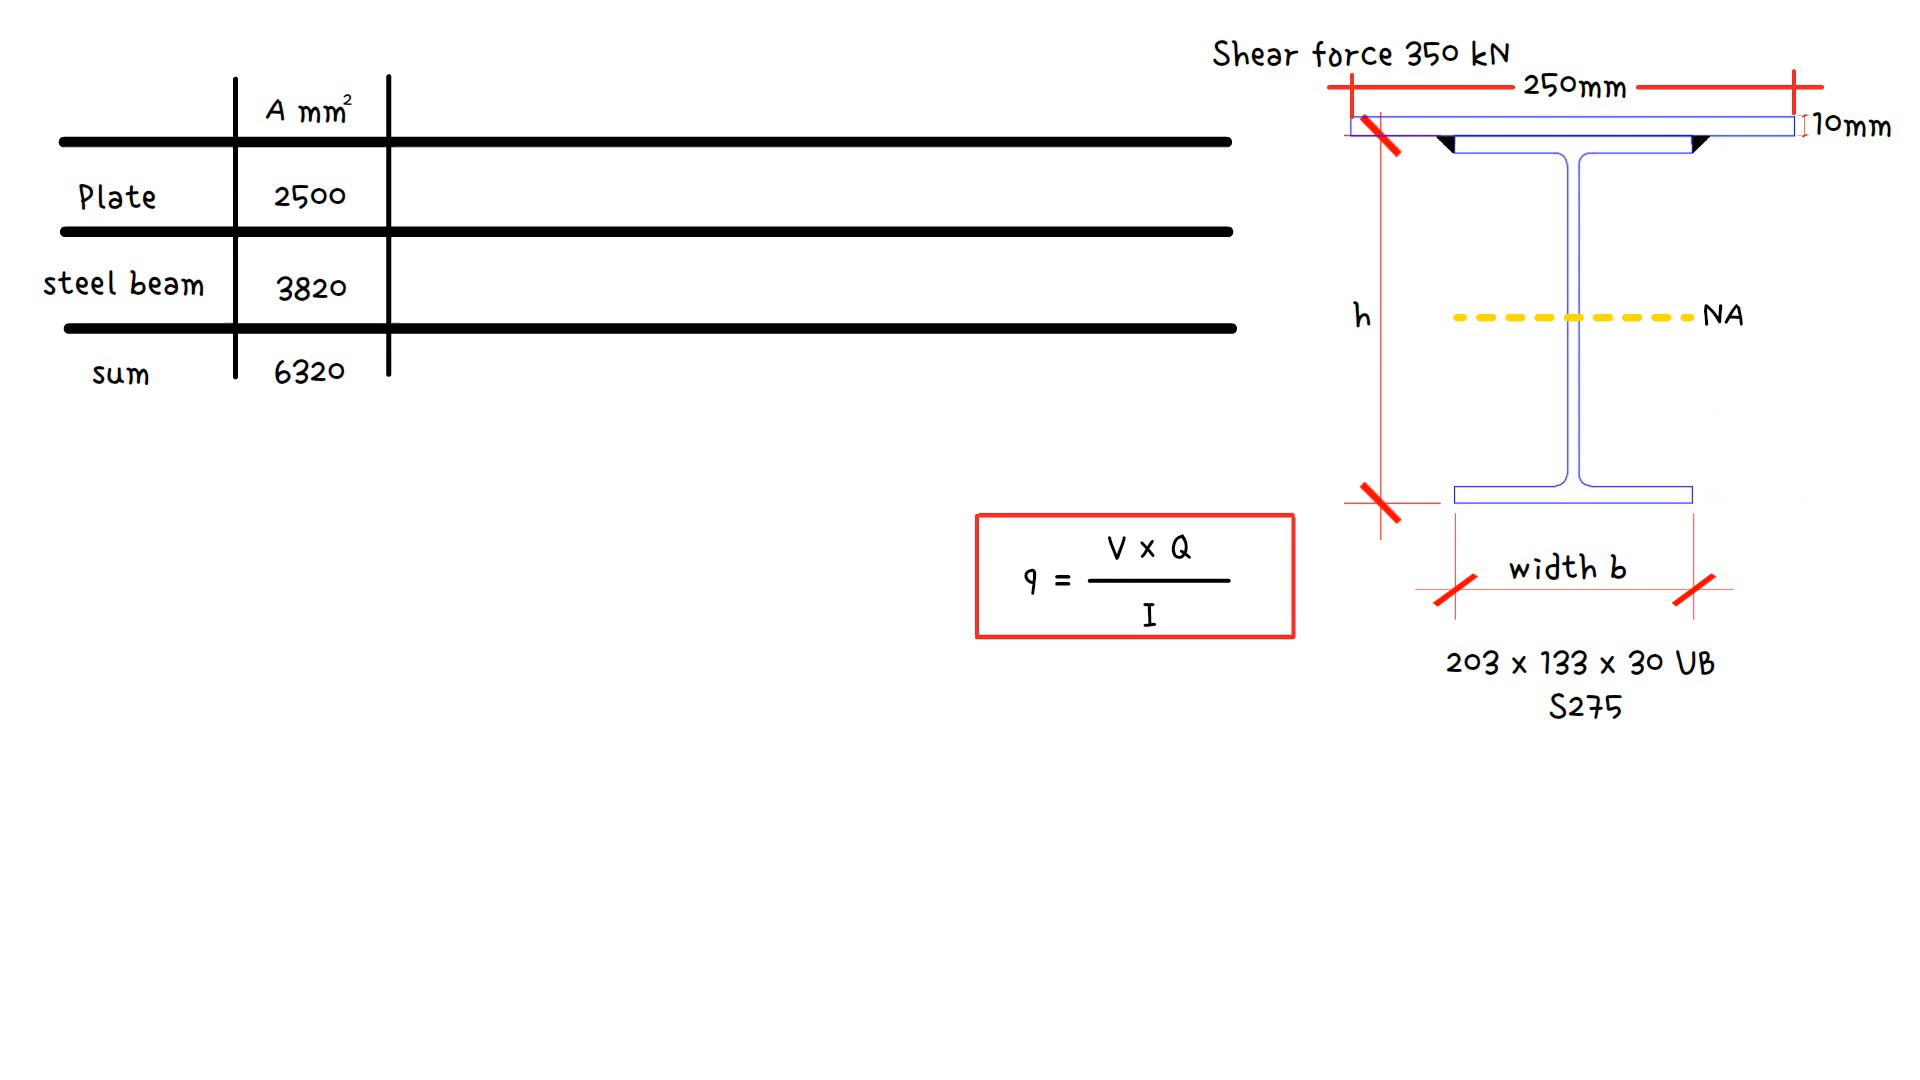 Shear force 350 kN
250mm
10mm
A mm²
Plate 2500
steel beam 3820
sum 6320
h
NA
q = V x Q
I
width b
203 x 133 x 30 UB
S275